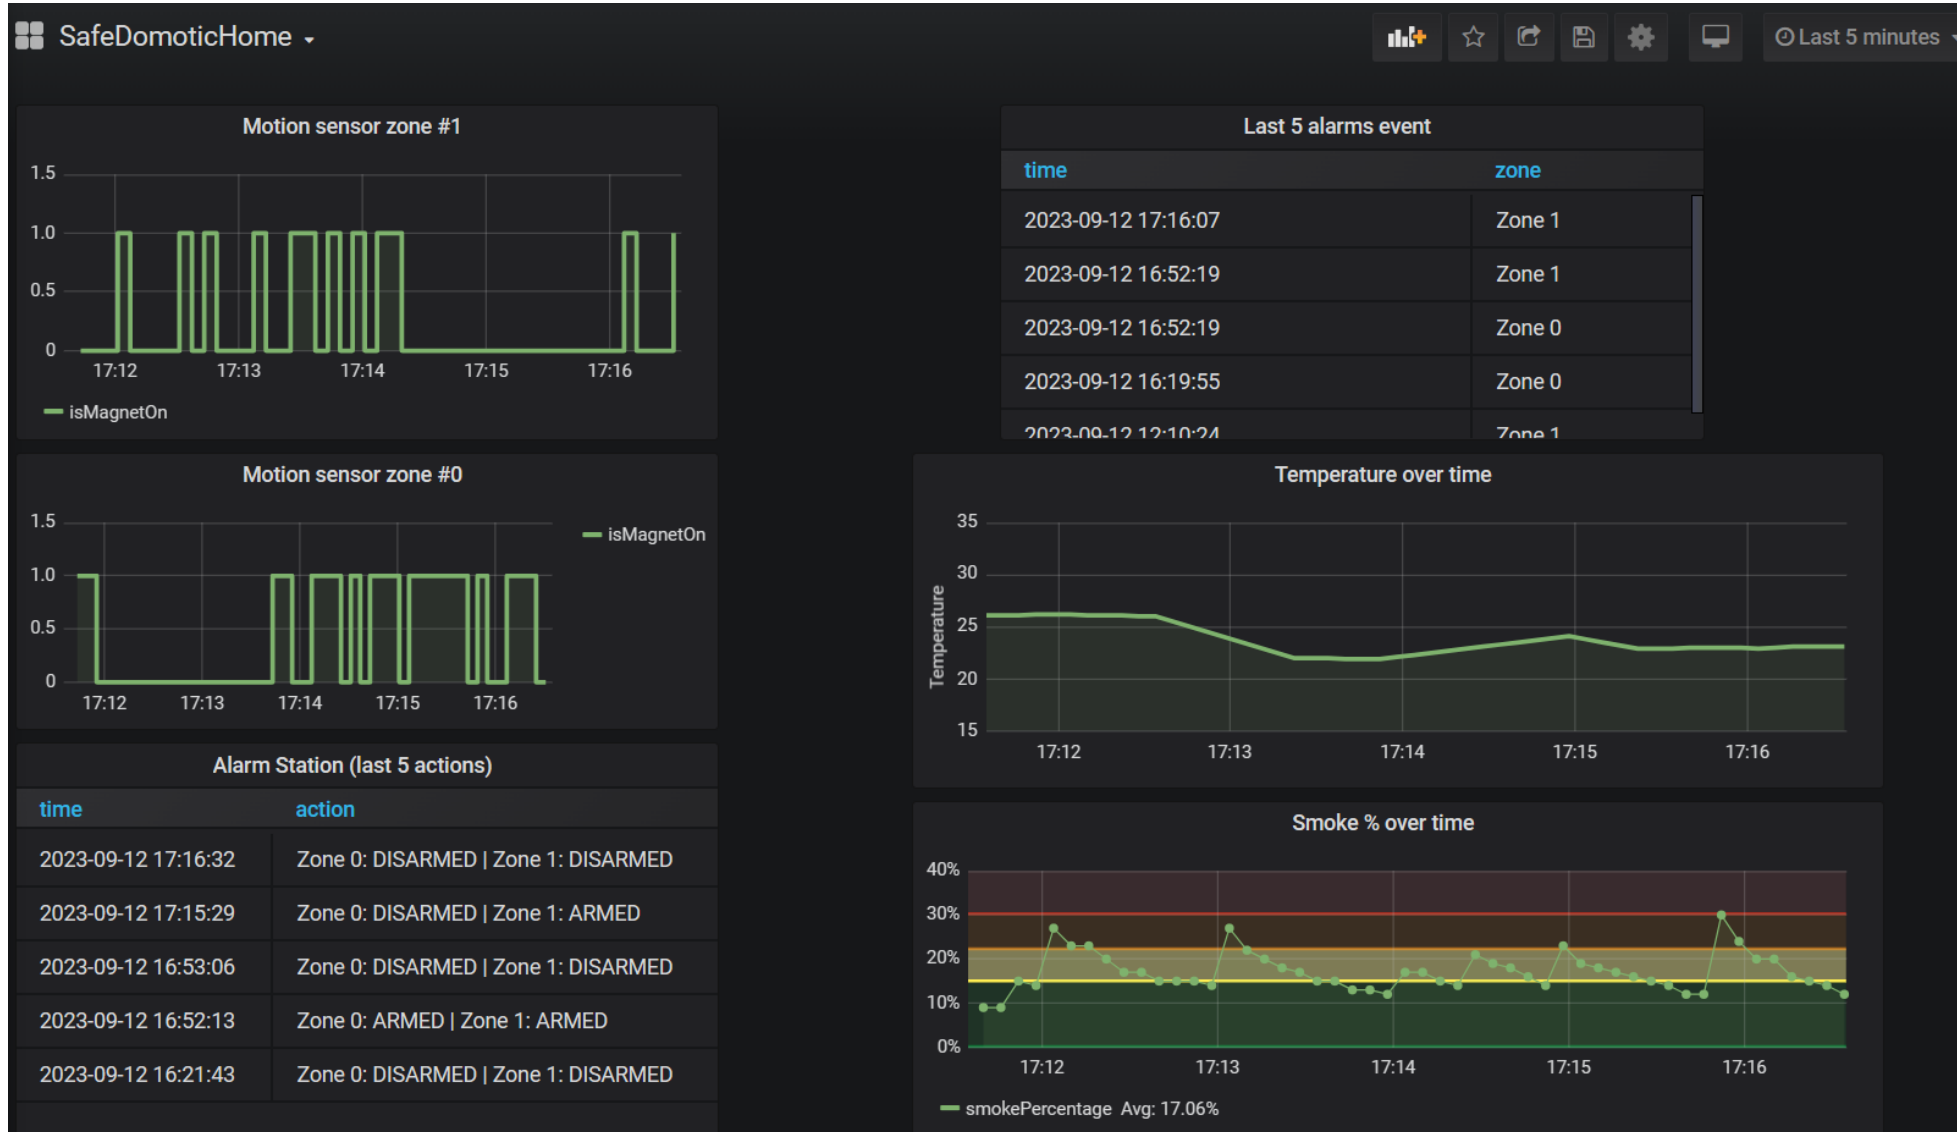 SafeDomoticHome
Last 5 minutes
Motion sensor zone #1
1.5
1.0
0.5
0
17:12 17:13 17:14 17:15 17:16
isMagnetOn
Last 5 alarms event
time zone
2023-09-12 17:16:07 Zone 1
2023-09-12 16:52:19 Zone 1
2023-09-12 16:52:19 Zone 0
2023-09-12 16:19:55 Zone 0
2023-09-12 12:10:24 Zone 1
Motion sensor zone #0
1.5
1.0
0.5
0
17:12 17:13 17:14 17:15 17:16
isMagnetOn
Temperature over time
Temperature
35
30
25
20
15
17:12 17:13 17:14 17:15 17:16
Alarm Station (last 5 actions)
time action
2023-09-12 17:16:32 Zone 0: DISARMED | Zone 1: DISARMED
2023-09-12 17:15:29 Zone 0: DISARMED | Zone 1: ARMED
2023-09-12 16:53:06 Zone 0: DISARMED | Zone 1: DISARMED
2023-09-12 16:52:13 Zone 0: ARMED | Zone 1: ARMED
2023-09-12 16:21:43 Zone 0: DISARMED | Zone 1: DISARMED
Smoke % over time
40%
30%
20%
10%
0%
17:12 17:13 17:14 17:15 17:16
smokePercentage Avg: 17.06%